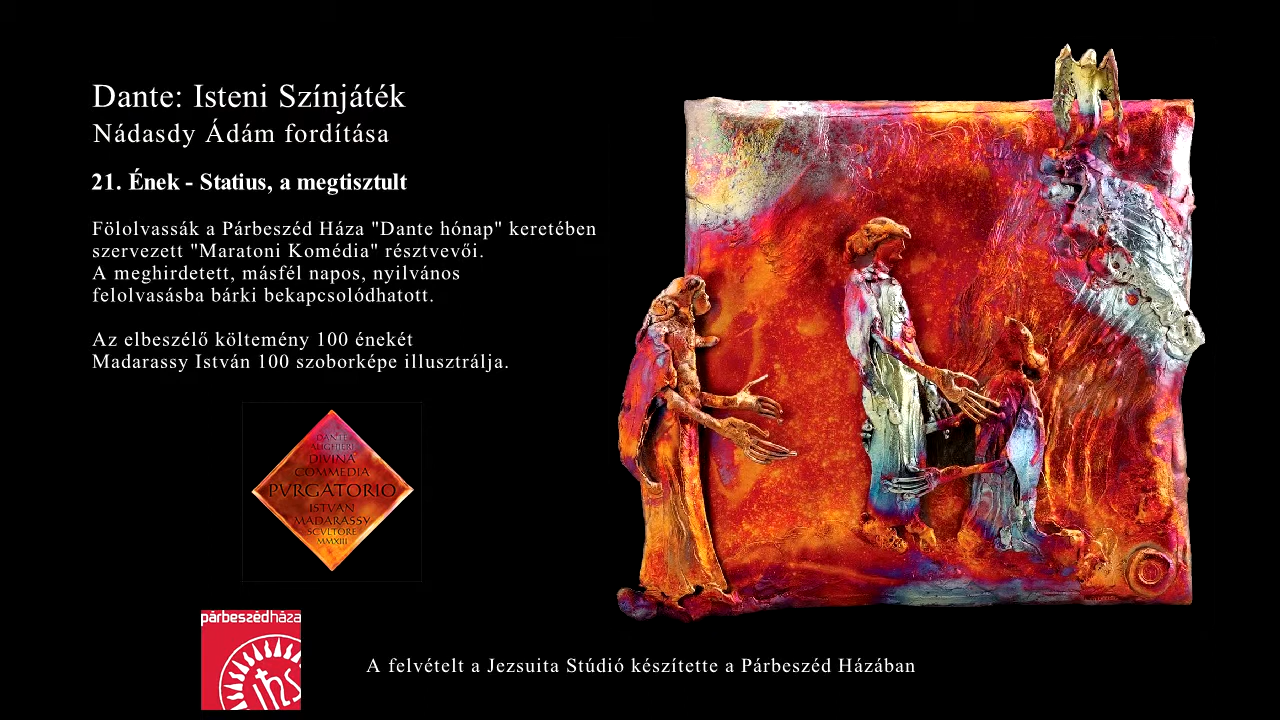 Dante: Isteni Színjáték
Nádasdy Ádám fordítása
21. Ének - Statius, a megtisztult
Fölolvassák a Párbeszéd Háza "Dante hónap" keretében
szervezett "Maratoni Komédia" résztvevői.
A meghirdetett, másfél napos, nyilvános
felolvasásba bárki bekapcsolódhatott.
Az elbeszélő költemény 100 énekét
Madarassy István 100 szoborképe illusztrálja.
DANTE
ALIGHIERI
DIVINA
COMMEDIA
PVRGATORIO
ISTVAN
MADARASSY
SCVLTORE
MMXIII
párbeszédháza
ihs
A felvételt a Jezsuita Stúdió készítette a Párbeszéd Házában